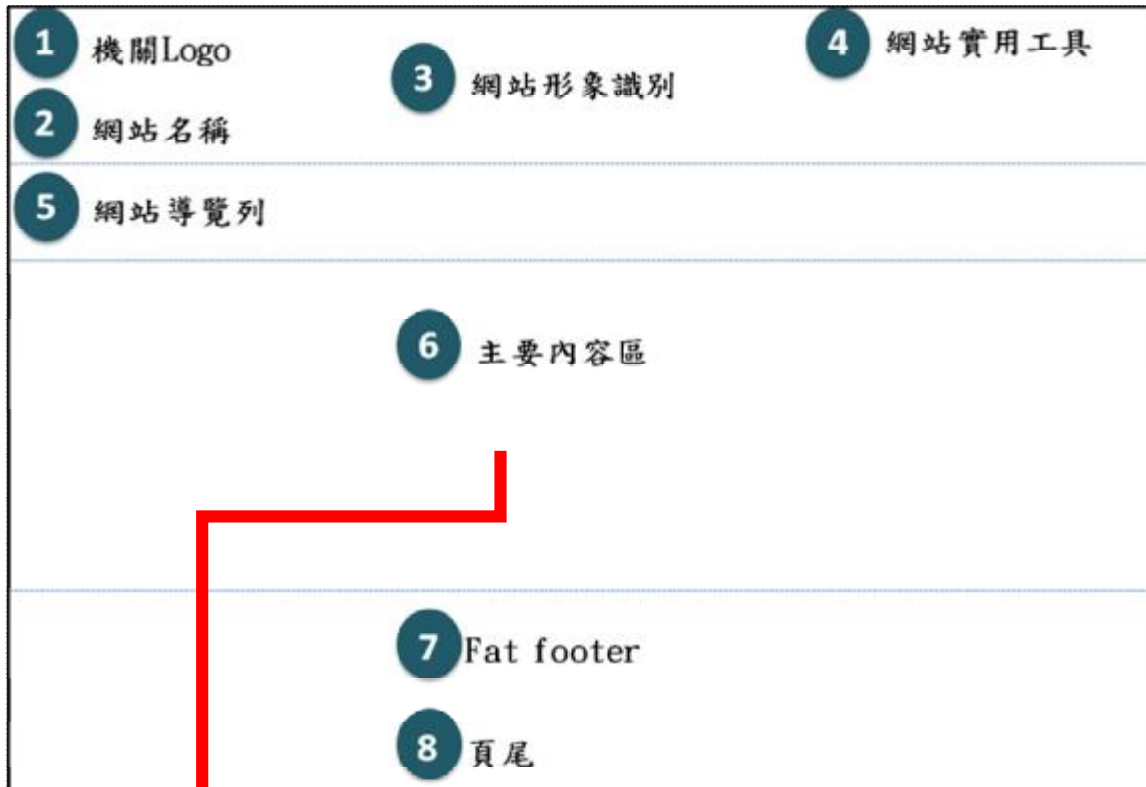 1 機關Logo
2 網站名稱
3 網站形象識別
4 網站實用工具
5 網站導覽列
6 主要內容區
7 Fat footer
8 頁尾